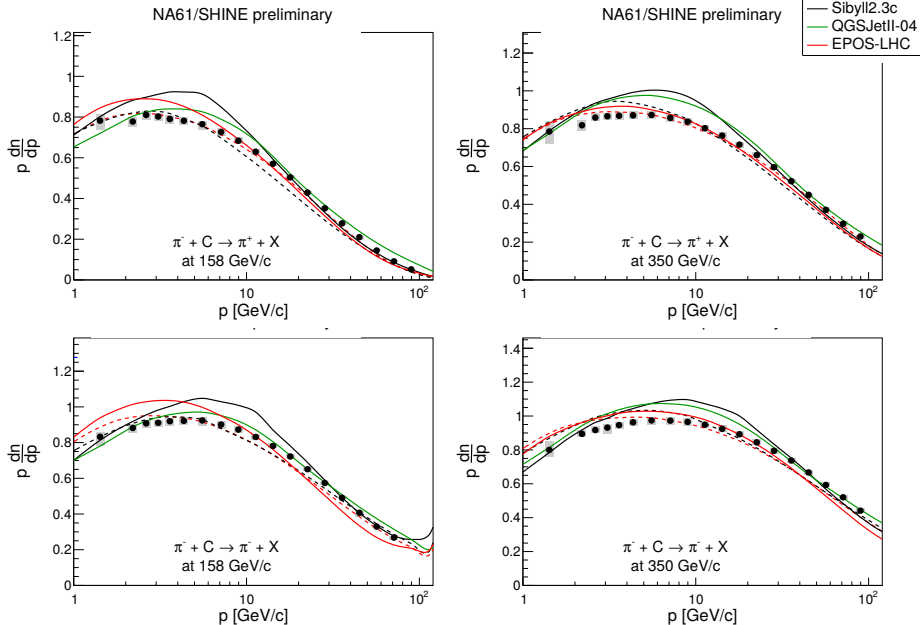 NA61/SHINE preliminary
NA61/SHINE preliminary
Sibyll2.3c
QGSJetII-04
EPOS-LHC
1.2
1
0.8
0.6
0.4
0.2
0
p dn/dp
1
10
10²
p [GeV/c]
π⁻ + C → π⁺ + X
at 158 GeV/c
1.2
1
0.8
0.6
0.4
0.2
0
p dn/dp
1
10
10²
p [GeV/c]
π⁻ + C → π⁺ + X
at 350 GeV/c
1.2
1
0.8
0.6
0.4
0.2
0
p dn/dp
1
10
10²
p [GeV/c]
π⁻ + C → π⁻ + X
at 158 GeV/c
1.4
1.2
1
0.8
0.6
0.4
0.2
0
p dn/dp
1
10
10²
p [GeV/c]
π⁻ + C → π⁻ + X
at 350 GeV/c